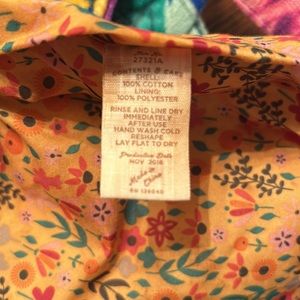 27321A
CONTENTS & CARE
SHELL:
100% COTTON
LINING:
100% POLYESTER
RINSE AND LINE DRY
IMMEDIATELY
AFTER USE
HAND WASH COLD
RESHAPE
LAY FLAT TO DRY
Production Date
NOV 2018
Made in
China